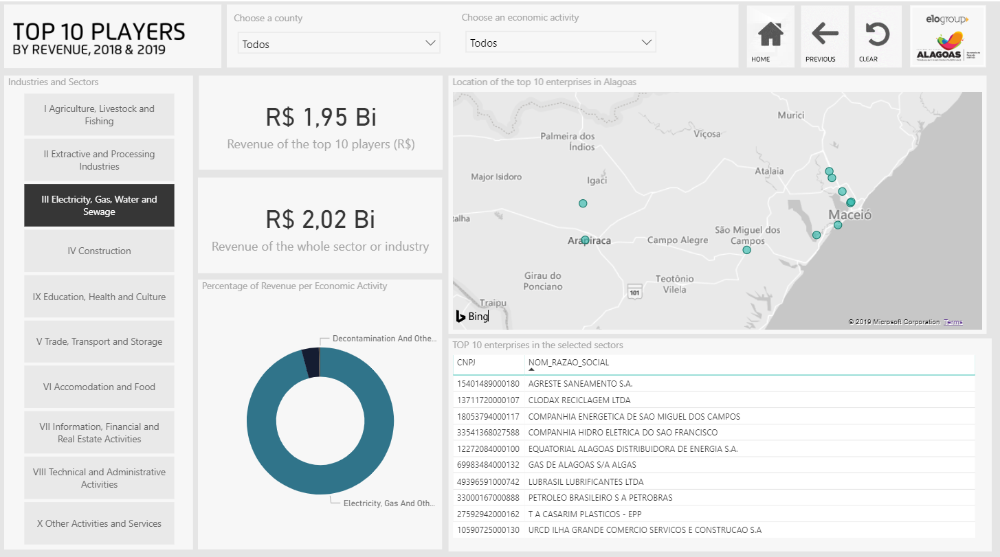 TOP 10 PLAYERS
BY REVENUE, 2018 & 2019
Choose a county
Todos
Choose an economic activity
Todos
HOME
PREVIOUS
CLEAR
elogroup
ALAGOAS
Industries and Sectors
I Agriculture, Livestock and
Fishing
II Extractive and Processing
Industries
III Electricity, Gas, Water and
Sewage
IV Construction
IX Education, Health and Culture
V Trade, Transport and Storage
VI Accomodation and Food
VII Information, Financial and
Real Estate Activities
VIII Technical and Administrative
Activities
X Other Activities and Services
R$ 1,95 Bi
Revenue of the top 10 players (R$)
R$ 2,02 Bi
Revenue of the whole sector or industry
Percentage of Revenue per Economic Activity
Decontamination And Othe...
Electricity, Gas And Oth...
Location of the top 10 enterprises in Alagoas
Murici
Palmeira dos
Índios
Viçosa
Atalaia
Major Isidoro
Igaci
talha
Maceió
São Miguel dos
Campos
Arapiraca
Campo Alegre
Girau do
Ponciano
Teotônio
Vilela
101
Traipu
Bing
© 2019 Microsoft Corporation Terms
TOP 10 enterprises in the selected sectors
CNPJ NOM_RAZAO_SOCIAL
15401489000180 AGRESTE SANEAMENTO S.A.
13711720000107 CLODAX RECICLAGEM LTDA
18053794000117 COMPANHIA ENERGETICA DE SAO MIGUEL DOS CAMPOS
33541368027588 COMPANHIA HIDRO ELETRICA DO SAO FRANCISCO
12272084000100 EQUATORIAL ALAGOAS DISTRIBUIDORA DE ENERGIA S.A.
69983484000132 GAS DE ALAGOAS S/A ALGAS
49396591000742 LUBRASIL LUBRIFICANTES LTDA
33000167000888 PETROLEO BRASILEIRO S A PETROBRAS
27592942000162 T A CASARIM PLASTICOS - EPP
10590725000130 URCD ILHA GRANDE COMERCIO SERVICOS E CONSTRUCAO S.A